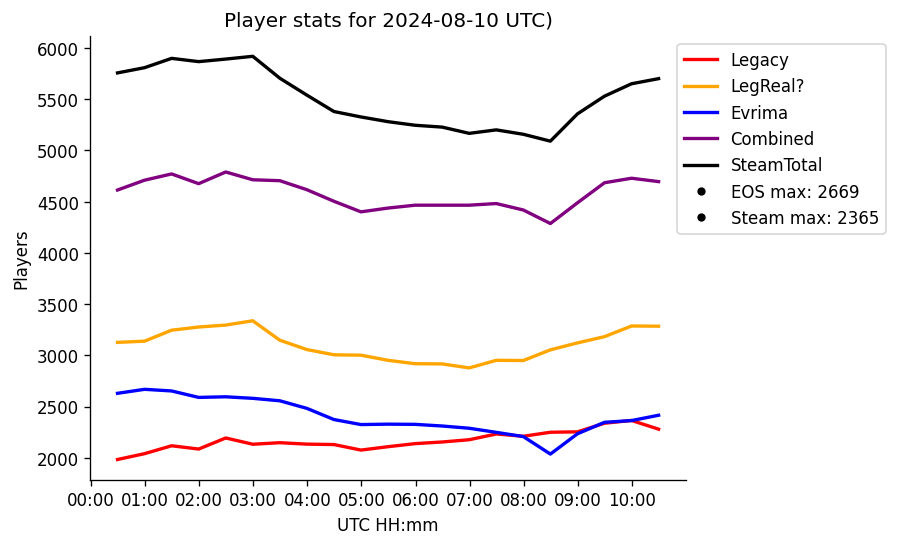 Player stats for 2024-08-10 UTC)
6000
5500
5000
4500
4000
3500
3000
2500
2000
Players
00:00 01:00 02:00 03:00 04:00 05:00 06:00 07:00 08:00 09:00 10:00
UTC HH:mm
Legacy
LegReal?
Evrima
Combined
SteamTotal
EOS max: 2669
Steam max: 2365